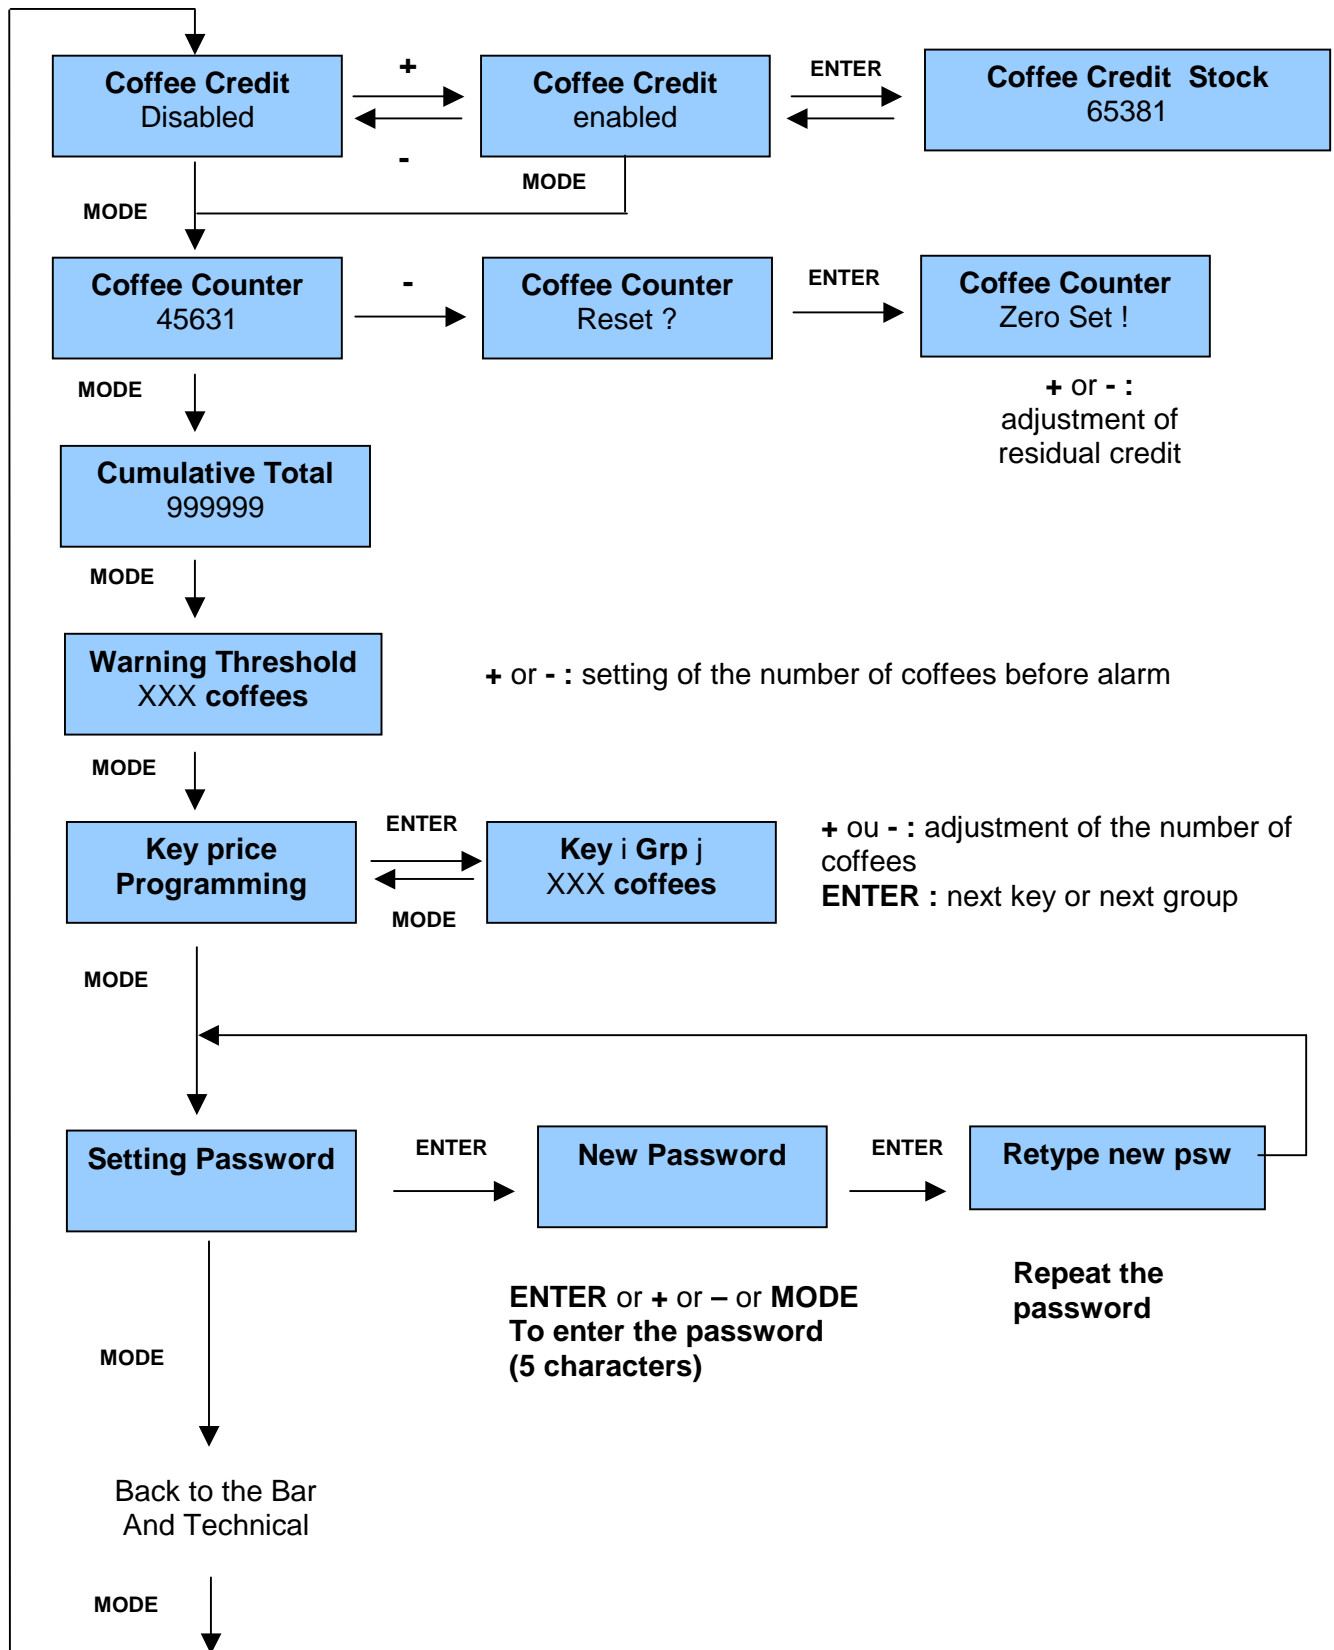 +
ENTER
Coffee Credit
Disabled
Coffee Credit
enabled
Coffee Credit  Stock
65381
-
MODE
MODE
Coffee Counter
45631
-
Coffee Counter
Reset ?
ENTER
Coffee Counter
Zero Set !
MODE
+ or - :
adjustment of
residual credit
Cumulative Total
999999
MODE
Warning Threshold
XXX coffees
+ or - : setting of the number of coffees before alarm
MODE
Key price
Programming
ENTER
MODE
Key i Grp j
XXX coffees
+ ou - : adjustment of the number of
coffees
ENTER : next key or next group
MODE
Setting Password
ENTER
New Password
ENTER
Retype new psw
ENTER or + or – or MODE
To enter the password
(5 characters)
Repeat the
password
MODE
Back to the Bar
And Technical
MODE